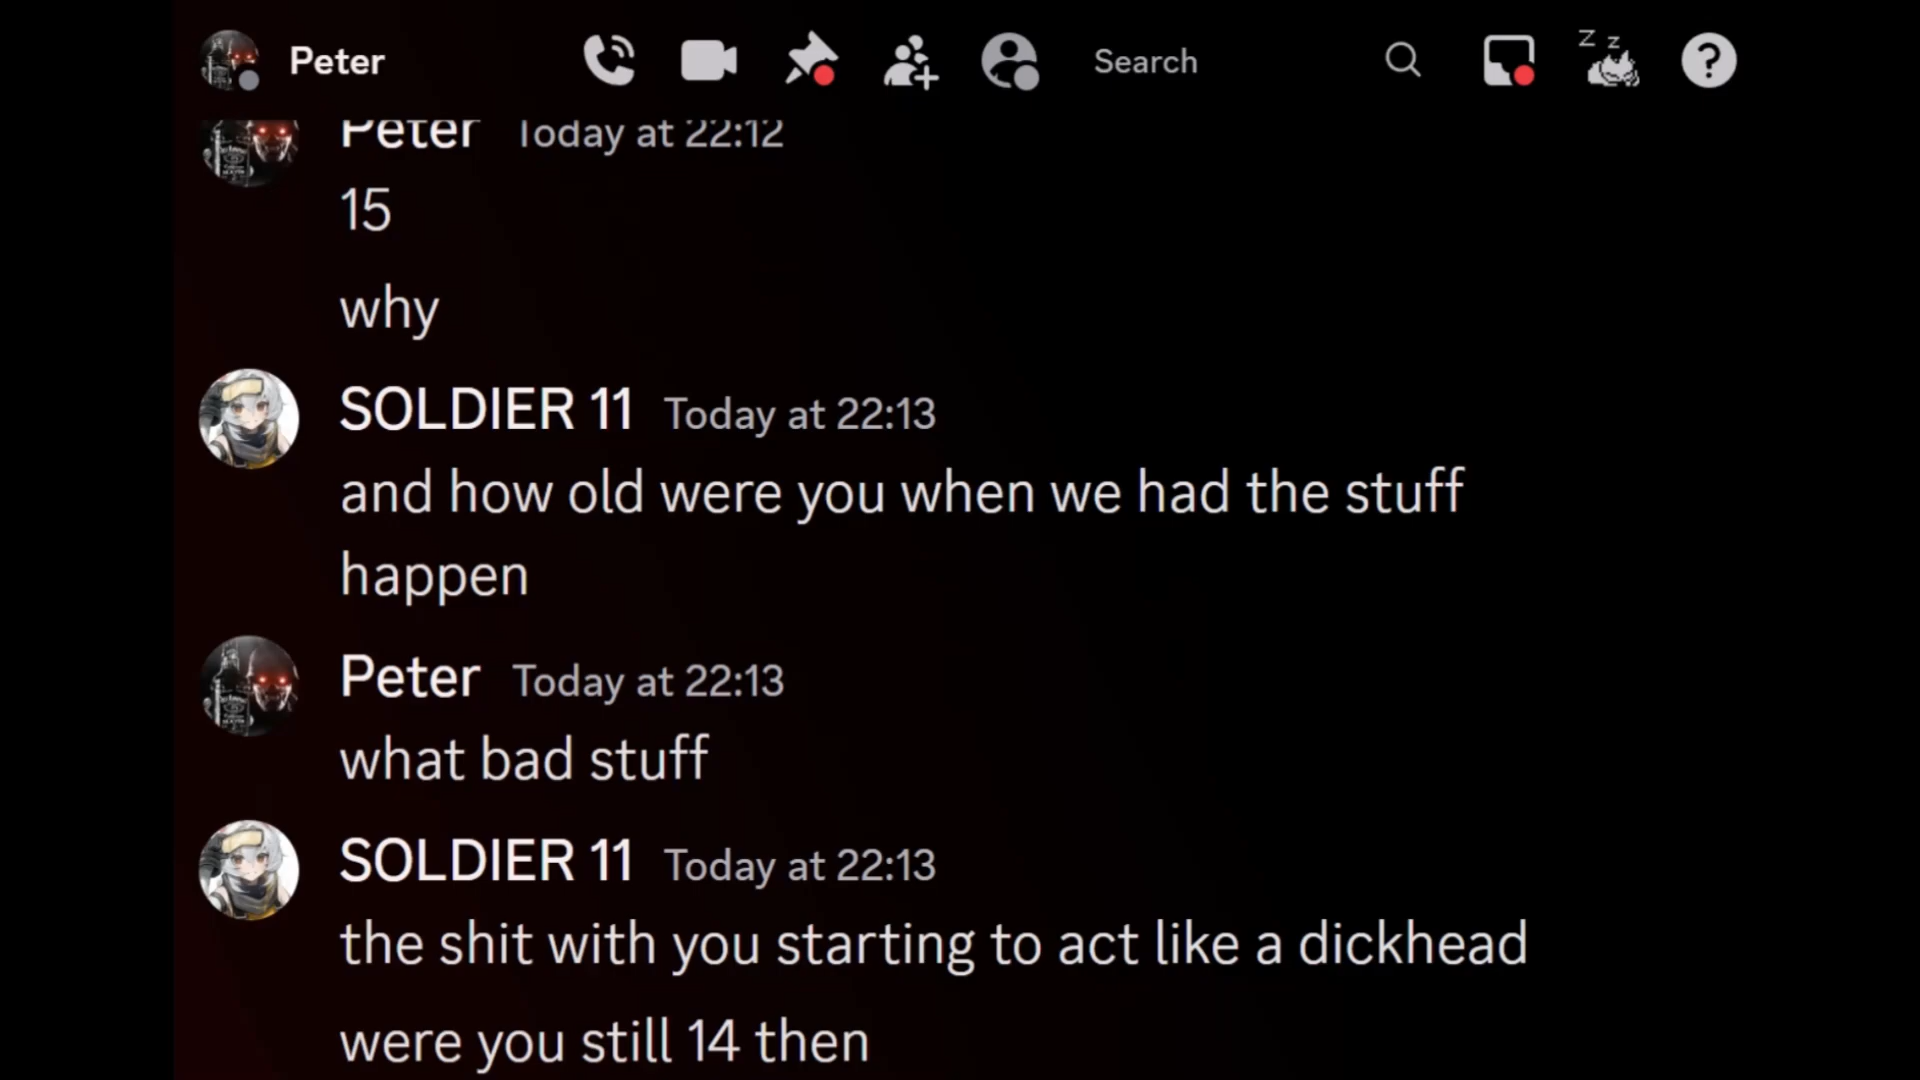 Peter
Search
Z z
Peter Today at 22:12
15
why
SOLDIER 11 Today at 22:13
and how old were you when we had the stuff
happen
Peter Today at 22:13
what bad stuff
SOLDIER 11 Today at 22:13
the shit with you starting to act like a dickhead
were you still 14 then